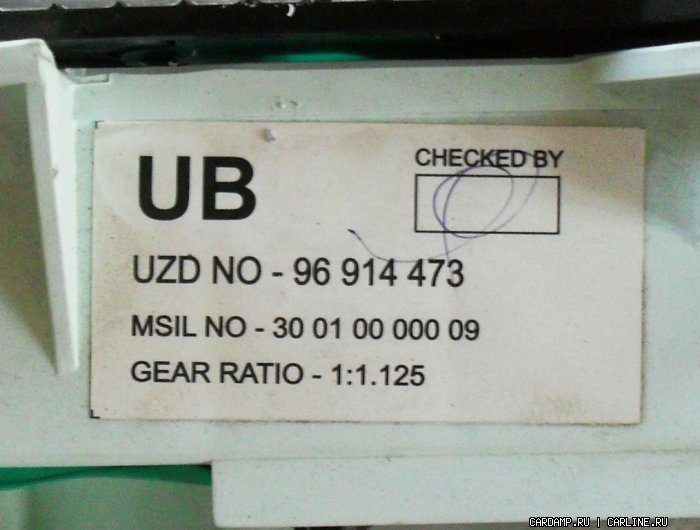 UB
CHECKED BY
UZD NO - 96 914 473
MSIL NO - 30 01 00 000 09
GEAR RATIO - 1:1.125
CARDAMP.RU | CARLINE.RU